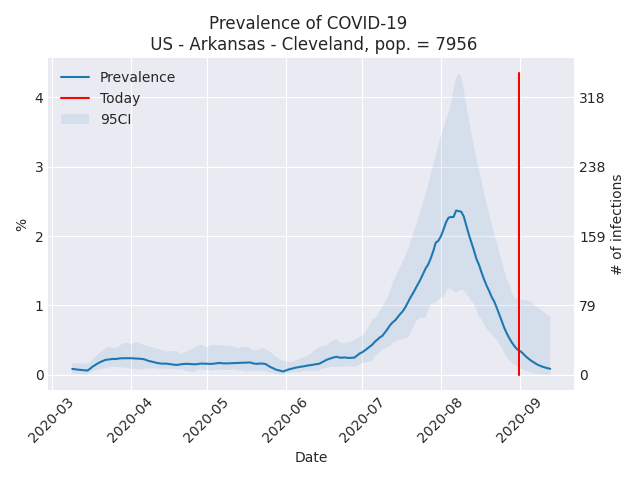 Prevalence of COVID-19
US - Arkansas - Cleveland, pop. = 7956
Prevalence
Today
95CI
4
3
2
1
0
%
318
238
159
79
0
# of infections
2020-03
2020-04
2020-05
2020-06
2020-07
2020-08
2020-09
Date